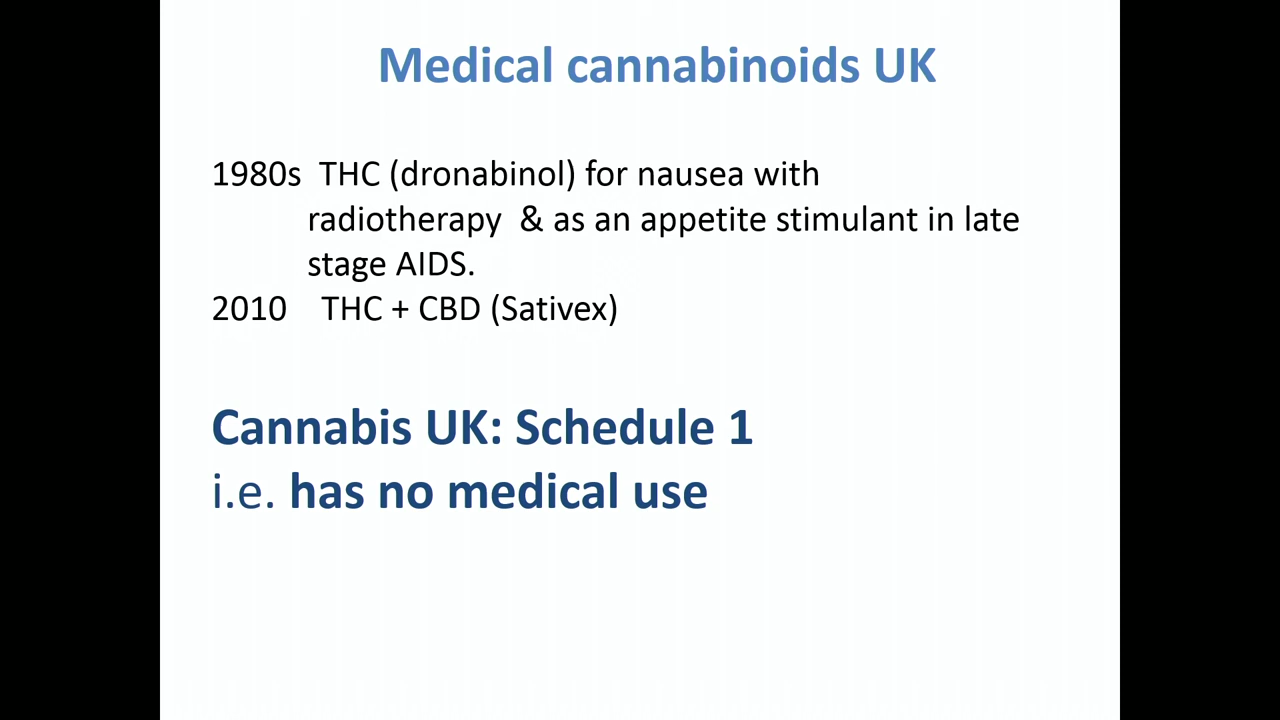 Medical cannabinoids UK
1980s THC (dronabinol) for nausea with
radiotherapy & as an appetite stimulant in late
stage AIDS.
2010 THC + CBD (Sativex)
Cannabis UK: Schedule 1
i.e. has no medical use